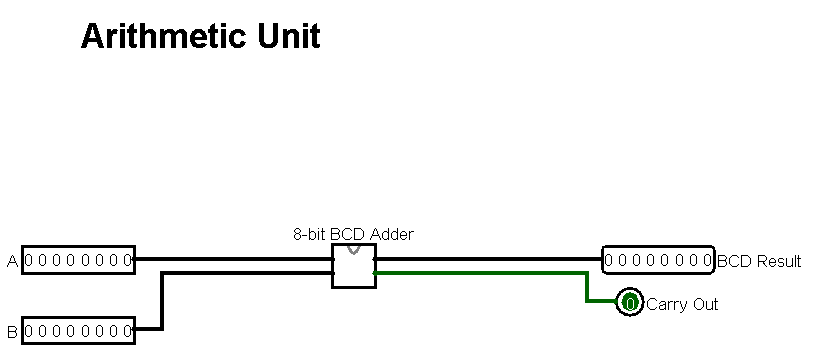 Arithmetic Unit
8-bit BCD Adder
A 0 0 0 0 0 0 0 0
0 0 0 0 0 0 0 0 BCD Result
0 Carry Out
B 0 0 0 0 0 0 0 0